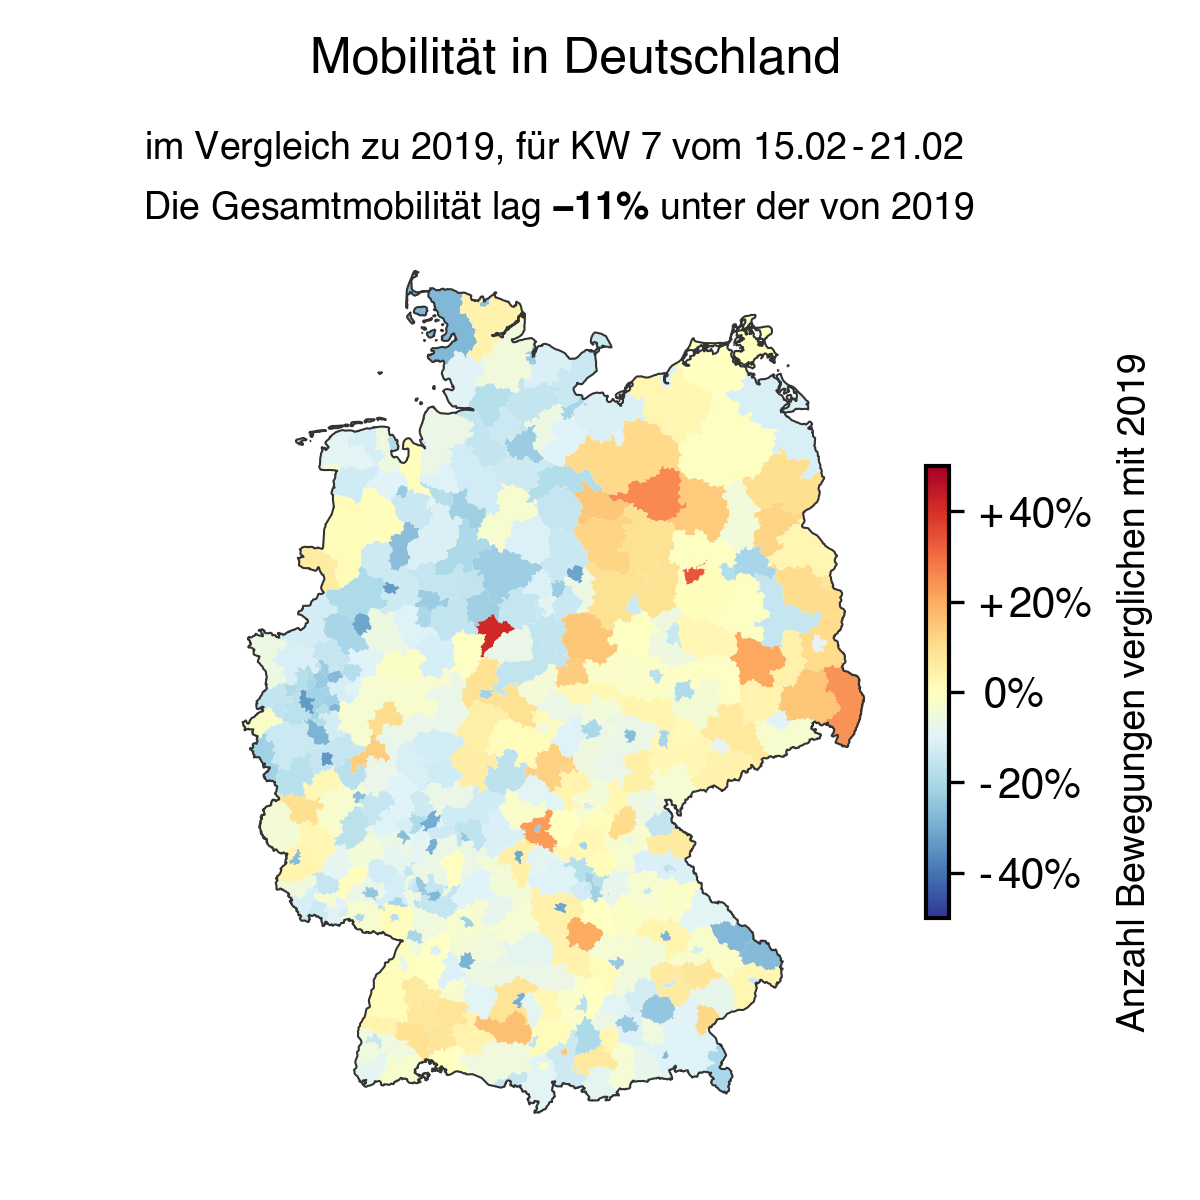 Mobilität in Deutschland
im Vergleich zu 2019, für KW 7 vom 15.02-21.02
Die Gesamtmobilität lag –11% unter der von 2019
+40%
+20%
0%
-20%
-40%
Anzahl Bewegungen verglichen mit 2019